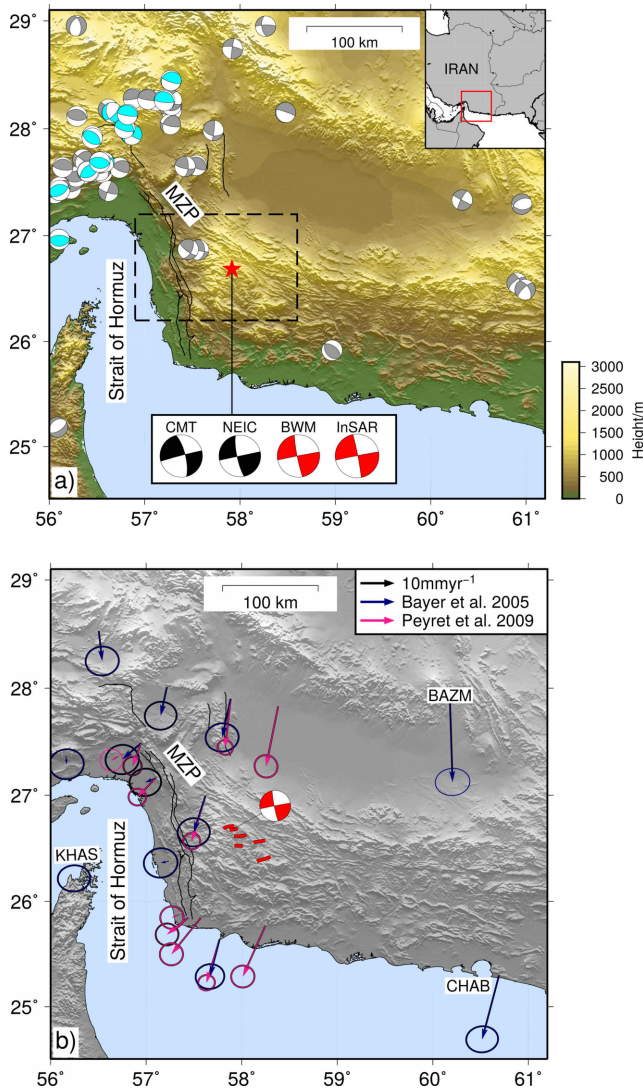 29°
28°
27°
26°
25°
56 57 58 59 60 61°
100 km
IRAN
MZP
Strait of Hormuz
CMT NEIC BWM InSAR
a)
3000
2500
2000
1500
1000
500
0
Height/m
29°
28°
27°
26°
25°
56 57 58 59 60 61°
100 km
10mmyr⁻¹
Bayer et al. 2005
Peyret et al. 2009
BAZM
MZP
KHAS
Strait of Hormuz
CHAB
b)